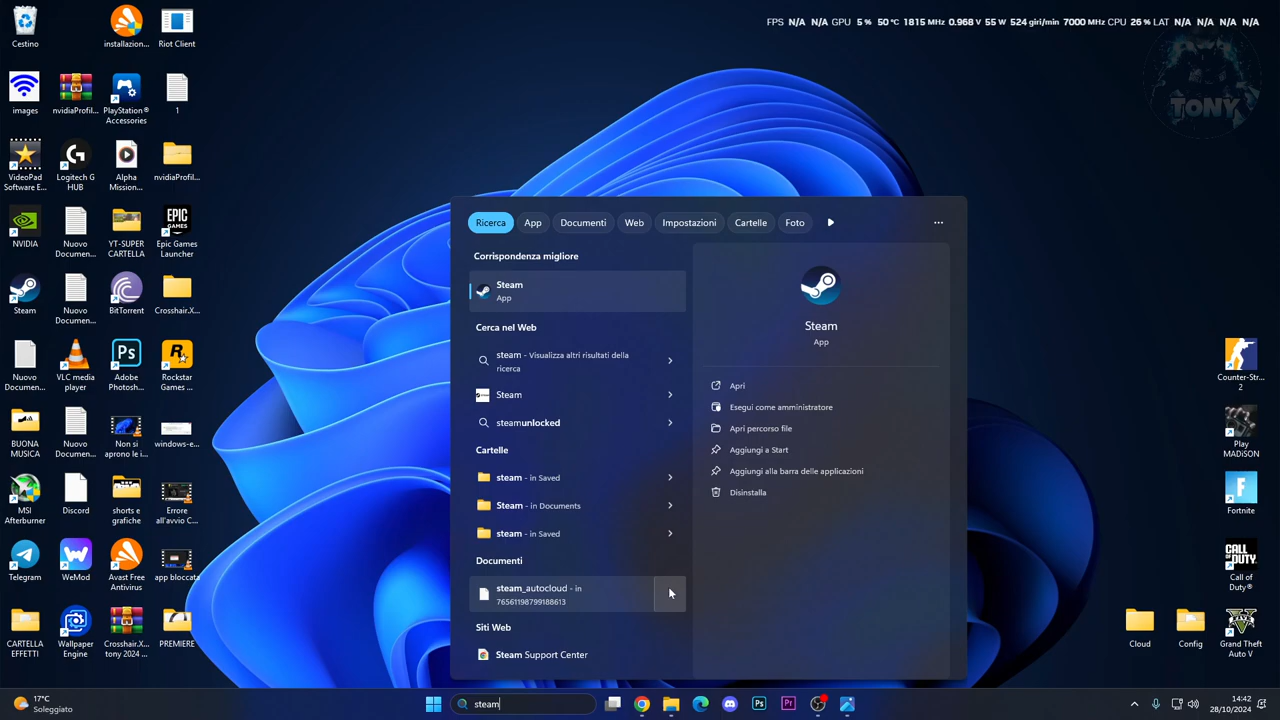 FPS N/A N/A GPU 5 % 50 °C 1815 MHz 0.968 V 55 W 524 giri/min 7000 MHz CPU 26 % LAT N/A N/A N/A N/A
TONY
Cestino
installazion...
Riot Client
images
nvidiaProfil...
PlayStation®
Accessories
1
VideoPad
Software E...
Logitech G
HUB
Alpha
Mission...
nvidiaProfil...
NVIDIA
Nuovo
Documen...
YT-SUPER
CARTELLA
EPIC
GAMES
Epic Games
Launcher
Steam
Nuovo
Documen...
BitTorrent
Crosshair.X...
Nuovo
Documen...
VLC media
player
Adobe
Photosh...
Rockstar
Games ...
BUONA
MUSICA
Nuovo
Documen...
Non si
aprono le i...
windows-e...
MSI
Afterburner
Discord
shorts e
grafiche
Errore
all'avvio C...
Telegram
WeMod
Avast Free
Antivirus
app bloccata
CARTELLA
EFFETTI
Wallpaper
Engine
Crosshair.X...
tony 2024 ...
PREMIERE
Ricerca App Documenti Web Impostazioni Cartelle Foto
Corrispondenza migliore
Steam
App
Cerca nel Web
steam - Visualizza altri risultati della
ricerca
Steam
steamunlocked
Cartelle
steam - in Saved
Steam - in Documents
steam - in Saved
Documenti
steam_autocloud - in
76561198799188613
Siti Web
Steam Support Center
Steam
App
Apri
Esegui come amministratore
Apri percorso file
Aggiungi a Start
Aggiungi alla barra delle applicazioni
Disinstalla
Counter-Str...
2
Play
MADiSON
Fortnite
CALL OF DUTY
Call of
Duty®
Cloud
Config
Grand Theft
Auto V
17°C
Soleggiato
steam
14:42
28/10/2024